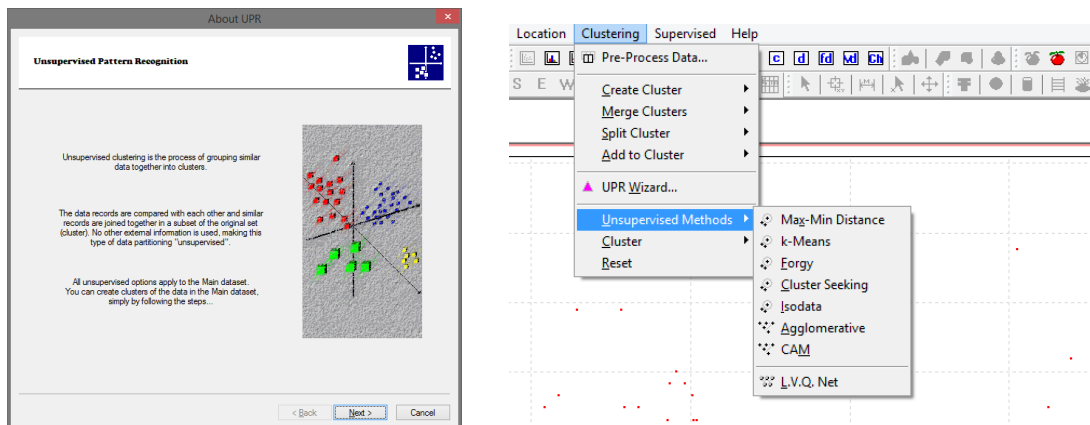 About UPR
Unsupervised Pattern Recognition
Unsupervised clustering is the process of grouping similar
data together into clusters.
The data records are compared with each other and similar
records are joined together in a subset of the original set
(cluster). No other external information is used, making this
type of data partitioning "unsupervised".
All unsupervised options apply to the Main dataset.
You can create clusters of the data in the Main dataset,
simply by following the steps...
< Back Next > Cancel
Location Clustering Supervised Help
Pre-Process Data...
c d fd vd Ch
S E W
Create Cluster
Merge Clusters
Split Cluster
Add to Cluster
UPR Wizard...
Unsupervised Methods
Cluster
Reset
Max-Min Distance
k-Means
Forgy
Cluster Seeking
Isodata
Agglomerative
CAM
L.V.Q. Net